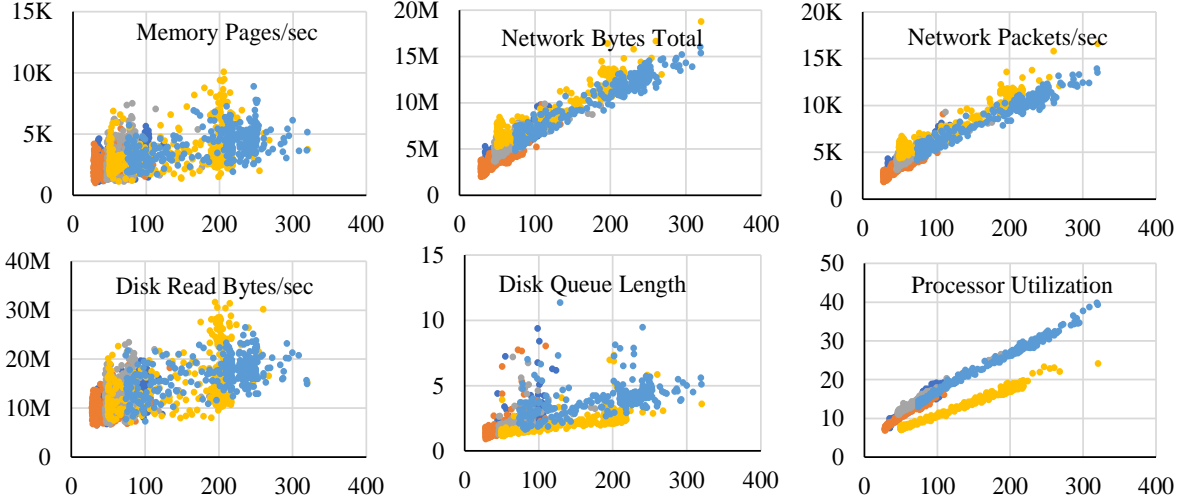 Memory Pages/sec
15K
10K
5K
0
0 100 200 300 400
Network Bytes Total
20M
15M
10M
5M
0
0 100 200 300 400
Network Packets/sec
20K
15K
10K
5K
0
0 100 200 300 400
Disk Read Bytes/sec
40M
30M
20M
10M
0
0 100 200 300 400
Disk Queue Length
15
10
5
0
0 100 200 300 400
Processor Utilization
50
40
30
20
10
0
0 100 200 300 400